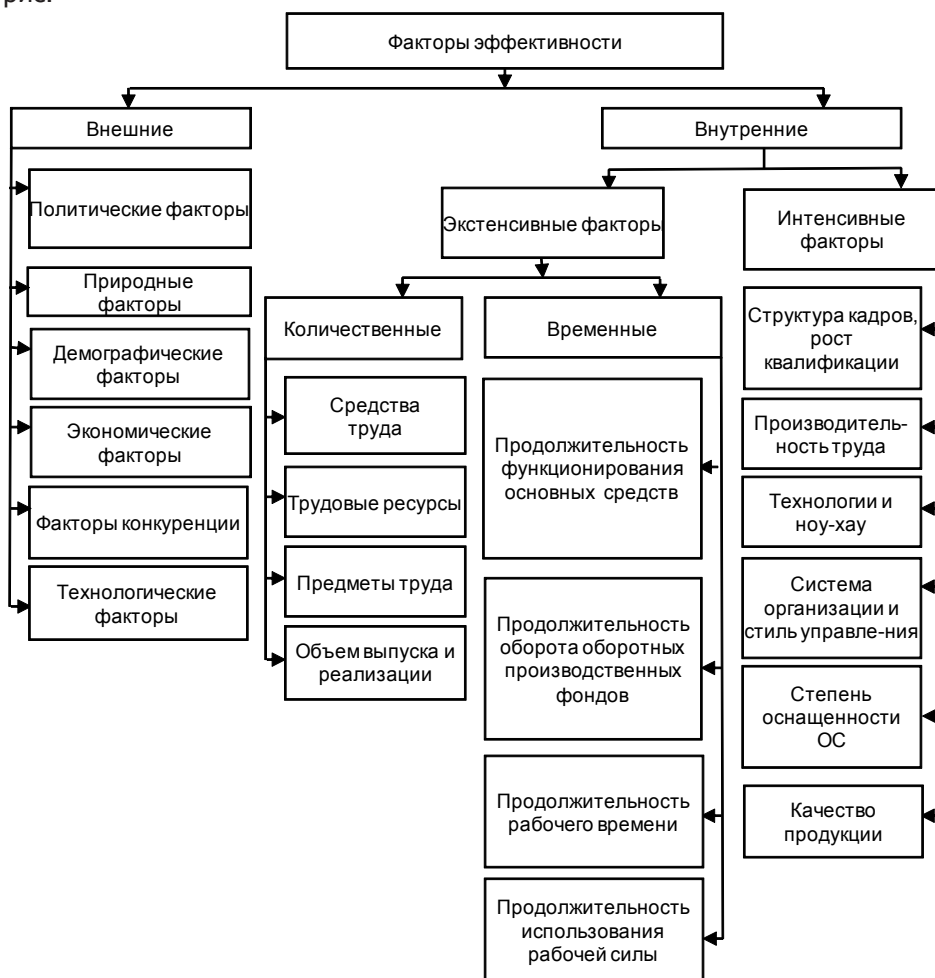 рис.
Факторы эффективности
Внешние
Внутренние
Политические факторы
Природные
факторы
Демографические
факторы
Экономические
факторы
Факторы конкуренции
Технологические
факторы
Экстенсивные факторы
Интенсивные
факторы
Количественные
Временные
Средства
труда
Трудовые ресурсы
Предметы труда
Объем выпуска и
реализации
Продолжительность
функционирования
основных средств
Продолжительность
оборота оборотных
производственных
фондов
Продолжительность
рабочего времени
Продолжительность
использования
рабочей силы
Структура кадров,
рост
квалификации
Производитель-
ность труда
Технологии и
ноу-хау
Система
организации и
стиль управле-ния
Степень
оснащенности
ОС
Качество
продукции